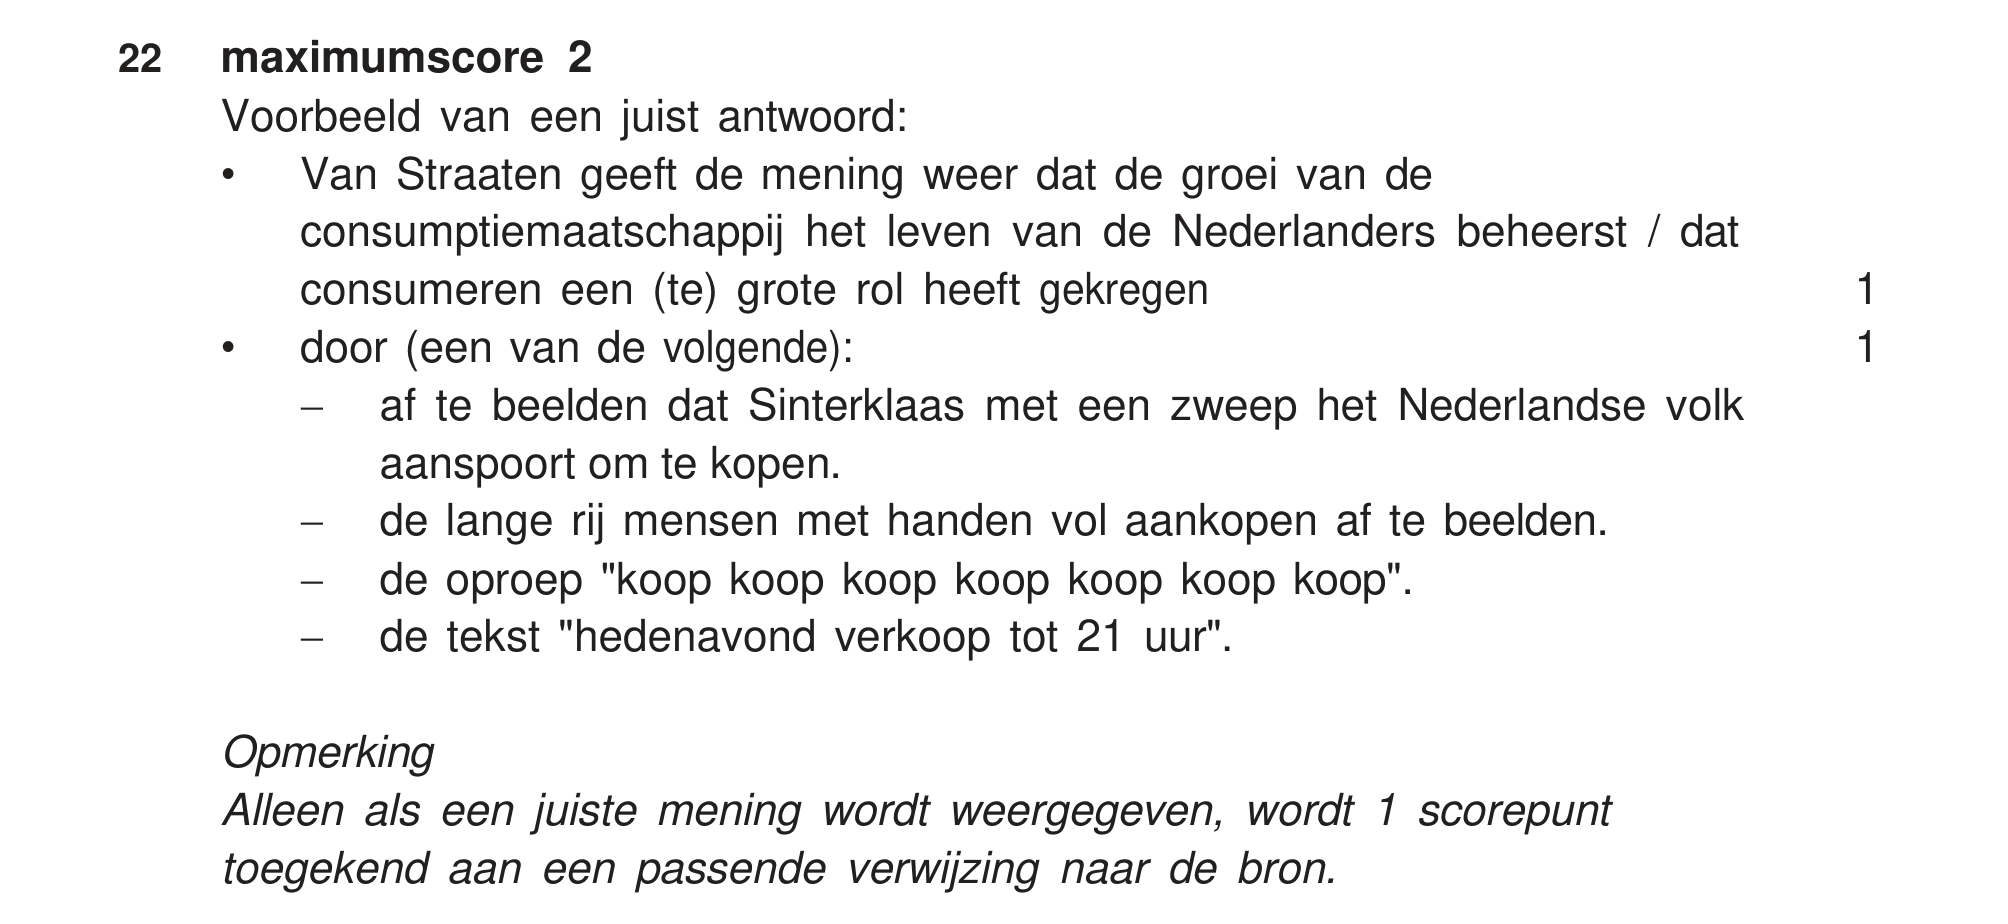 22 maximumscore 2
Voorbeeld van een juist antwoord:
• Van Straaten geeft de mening weer dat de groei van de
consumptiemaatschappij het leven van de Nederlanders beheerst / dat
consumeren een (te) grote rol heeft gekregen 1
• door (een van de volgende): 1
– af te beelden dat Sinterklaas met een zweep het Nederlandse volk
aanspoort om te kopen.
– de lange rij mensen met handen vol aankopen af te beelden.
– de oproep "koop koop koop koop koop koop koop".
– de tekst "hedenavond verkoop tot 21 uur".
Opmerking
Alleen als een juiste mening wordt weergegeven, wordt 1 scorepunt
toegekend aan een passende verwijzing naar de bron.